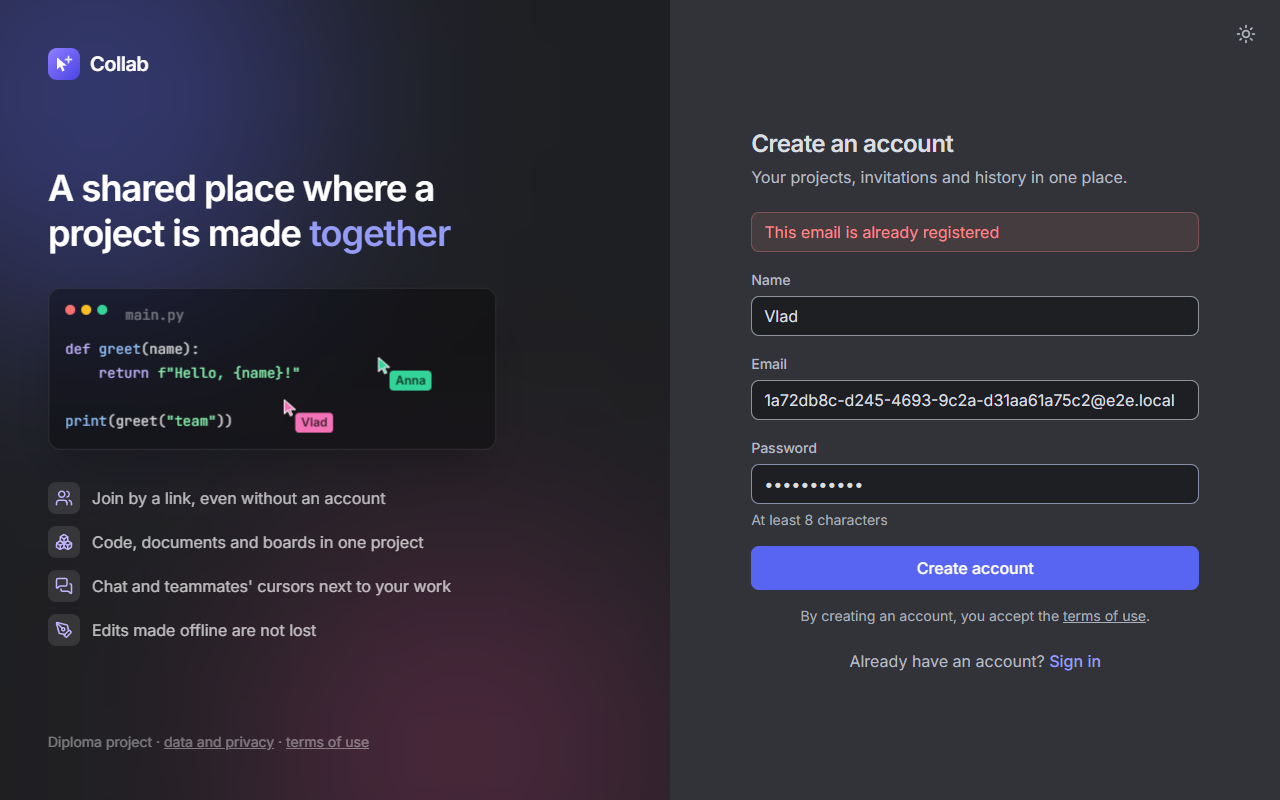 Collab
A shared place where a
project is made together
main.py
def greet(name):
    return f"Hello, {name}!"
Anna
print(greet("team"))
Vlad
Join by a link, even without an account
Code, documents and boards in one project
Chat and teammates' cursors next to your work
Edits made offline are not lost
Diploma project · data and privacy · terms of use
Create an account
Your projects, invitations and history in one place.
This email is already registered
Name
Vlad
Email
1a72db8c-d245-4693-9c2a-d31aa61a75c2@e2e.local
Password
•••••••••••
At least 8 characters
Create account
By creating an account, you accept the terms of use.
Already have an account? Sign in